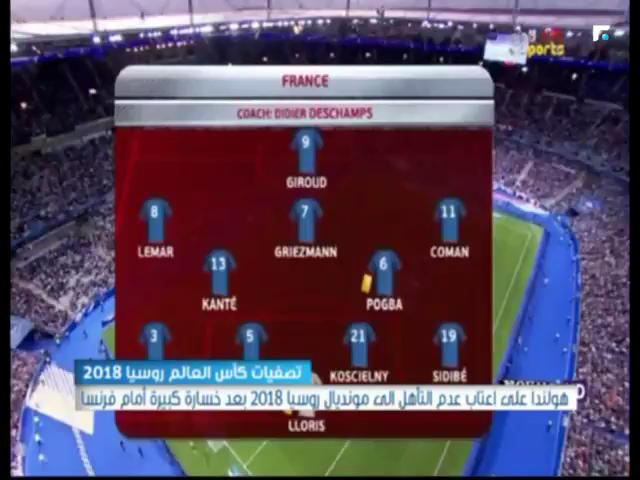 sports
FRANCE
COACH: DIDIER DESCHAMPS
9
GIROUD
8 7 11
LEMAR GRIEZMANN COMAN
13 6
KANTÉ POGBA
3 5 21 19
KOSCIELNY SIDIBÉ
تصفيات كأس العالم روسيا 2018
هولندا على اعتاب عدم التأهل الى مونديال روسيا 2018 بعد خسارة كبيرة أمام فرنسا
LLORIS